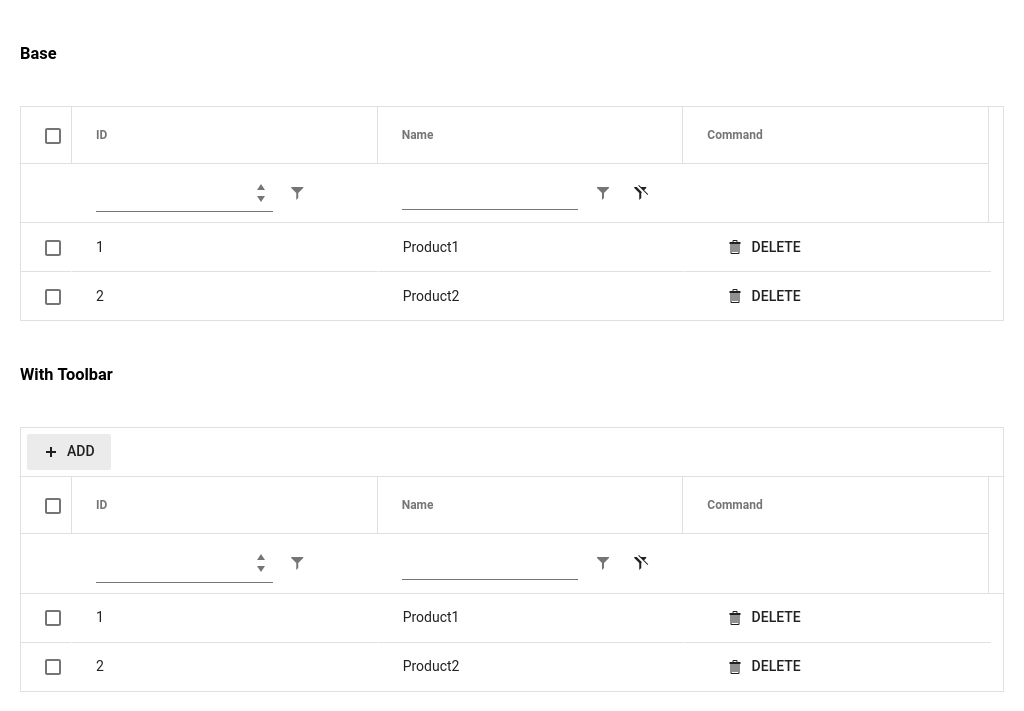 Base
ID Name Command
1 Product1 DELETE
2 Product2 DELETE
With Toolbar
ADD
ID Name Command
1 Product1 DELETE
2 Product2 DELETE